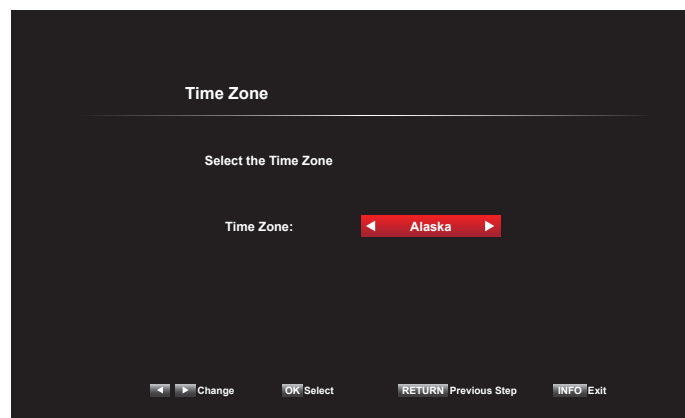 Time Zone
Select the Time Zone
Time Zone: Alaska
Change OK Select RETURN Previous Step INFO Exit